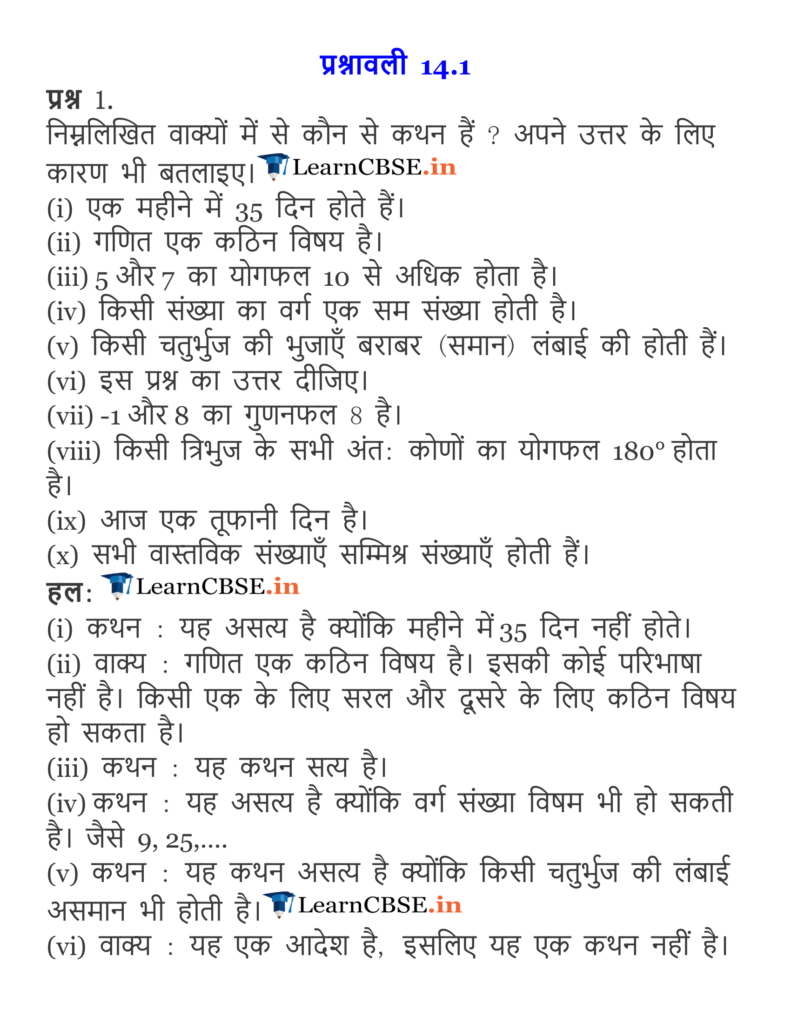 प्रश्नावली 14.1
प्रश्न 1.
निम्नलिखित वाक्यों में से कौन से कथन हैं ? अपने उत्तर के लिए
कारण भी बतलाइए। LearnCBSE.in
(i) एक महीने में 35 दिन होते हैं।
(ii) गणित एक कठिन विषय है।
(iii) 5 और 7 का योगफल 10 से अधिक होता है।
(iv) किसी संख्या का वर्ग एक सम संख्या होती है।
(v) किसी चतुर्भुज की भुजाएँ बराबर (समान) लंबाई की होती हैं।
(vi) इस प्रश्न का उत्तर दीजिए।
(vii) -1 और 8 का गुणनफल 8 है।
(viii) किसी त्रिभुज के सभी अंत: कोणों का योगफल 180° होता
है।
(ix) आज एक तूफानी दिन है।
(x) सभी वास्तविक संख्याएँ सम्मिश्र संख्याएँ होती हैं।
हल: LearnCBSE.in
(i) कथन : यह असत्य है क्योंकि महीने में 35 दिन नहीं होते।
(ii) वाक्य : गणित एक कठिन विषय है। इसकी कोई परिभाषा
नहीं है। किसी एक के लिए सरल और दूसरे के लिए कठिन विषय
हो सकता है।
(iii) कथन : यह कथन सत्य है।
(iv) कथन : यह असत्य है क्योंकि वर्ग संख्या विषम भी हो सकती
है। जैसे 9, 25,....
(v) कथन : यह कथन असत्य है क्योंकि किसी चतुर्भुज की लंबाई
असमान भी होती है। LearnCBSE.in
(vi) वाक्य : यह एक आदेश है, इसलिए यह एक कथन नहीं है।